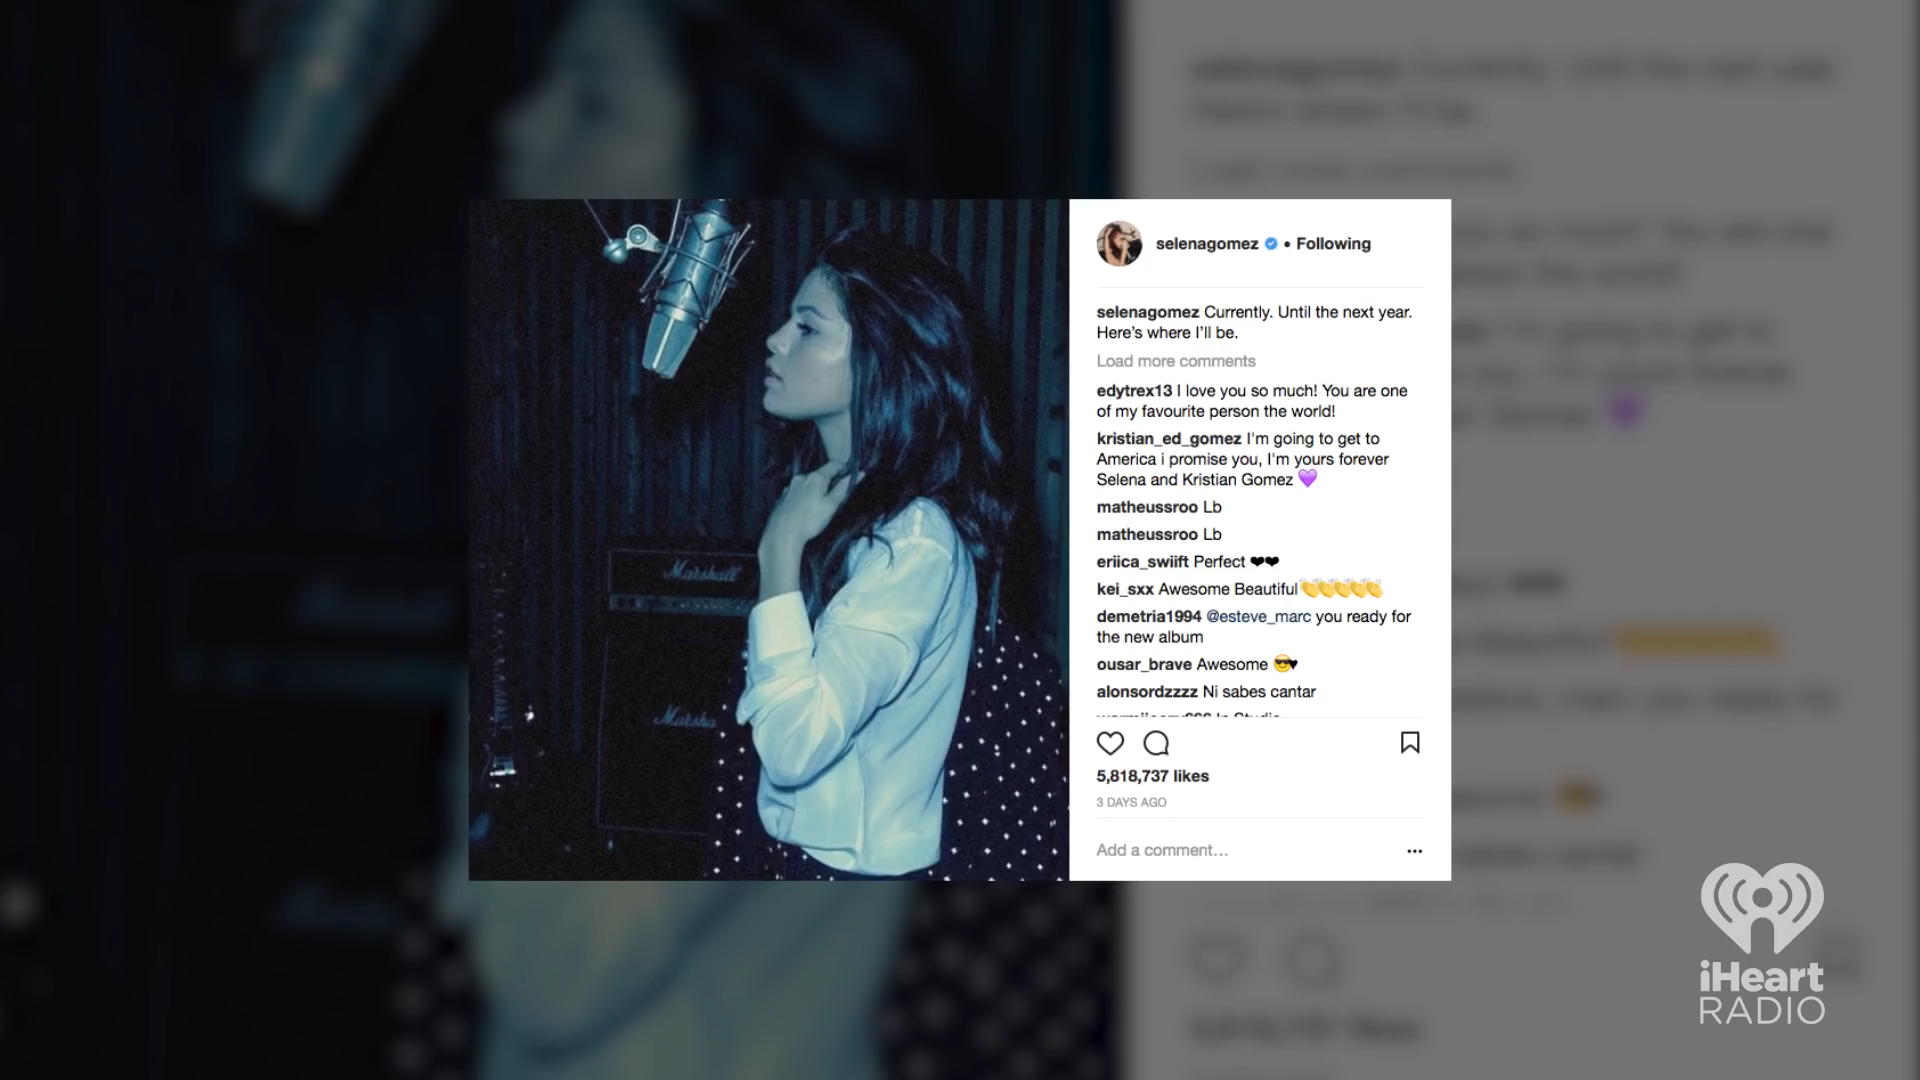 selenagomez • Following
selenagomez Currently. Until the next year.
Here's where I'll be.
Load more comments
edytrex13 I love you so much! You are one
of my favourite person the world!
kristian_ed_gomez I'm going to get to
America i promise you, I'm yours forever
Selena and Kristian Gomez 💜
matheussroo Lb
matheussroo Lb
eriica_swiift Perfect ❤❤
kei_sxx Awesome Beautiful👏👏👏👏👏
demetria1994 @esteve_marc you ready for
the new album
ousar_brave Awesome 😎♥
alonsordzzzz Ni sabes cantar
In Studio
5,818,737 likes
3 DAYS AGO
Add a comment…
Marshall
Marsha
iHeart
RADIO